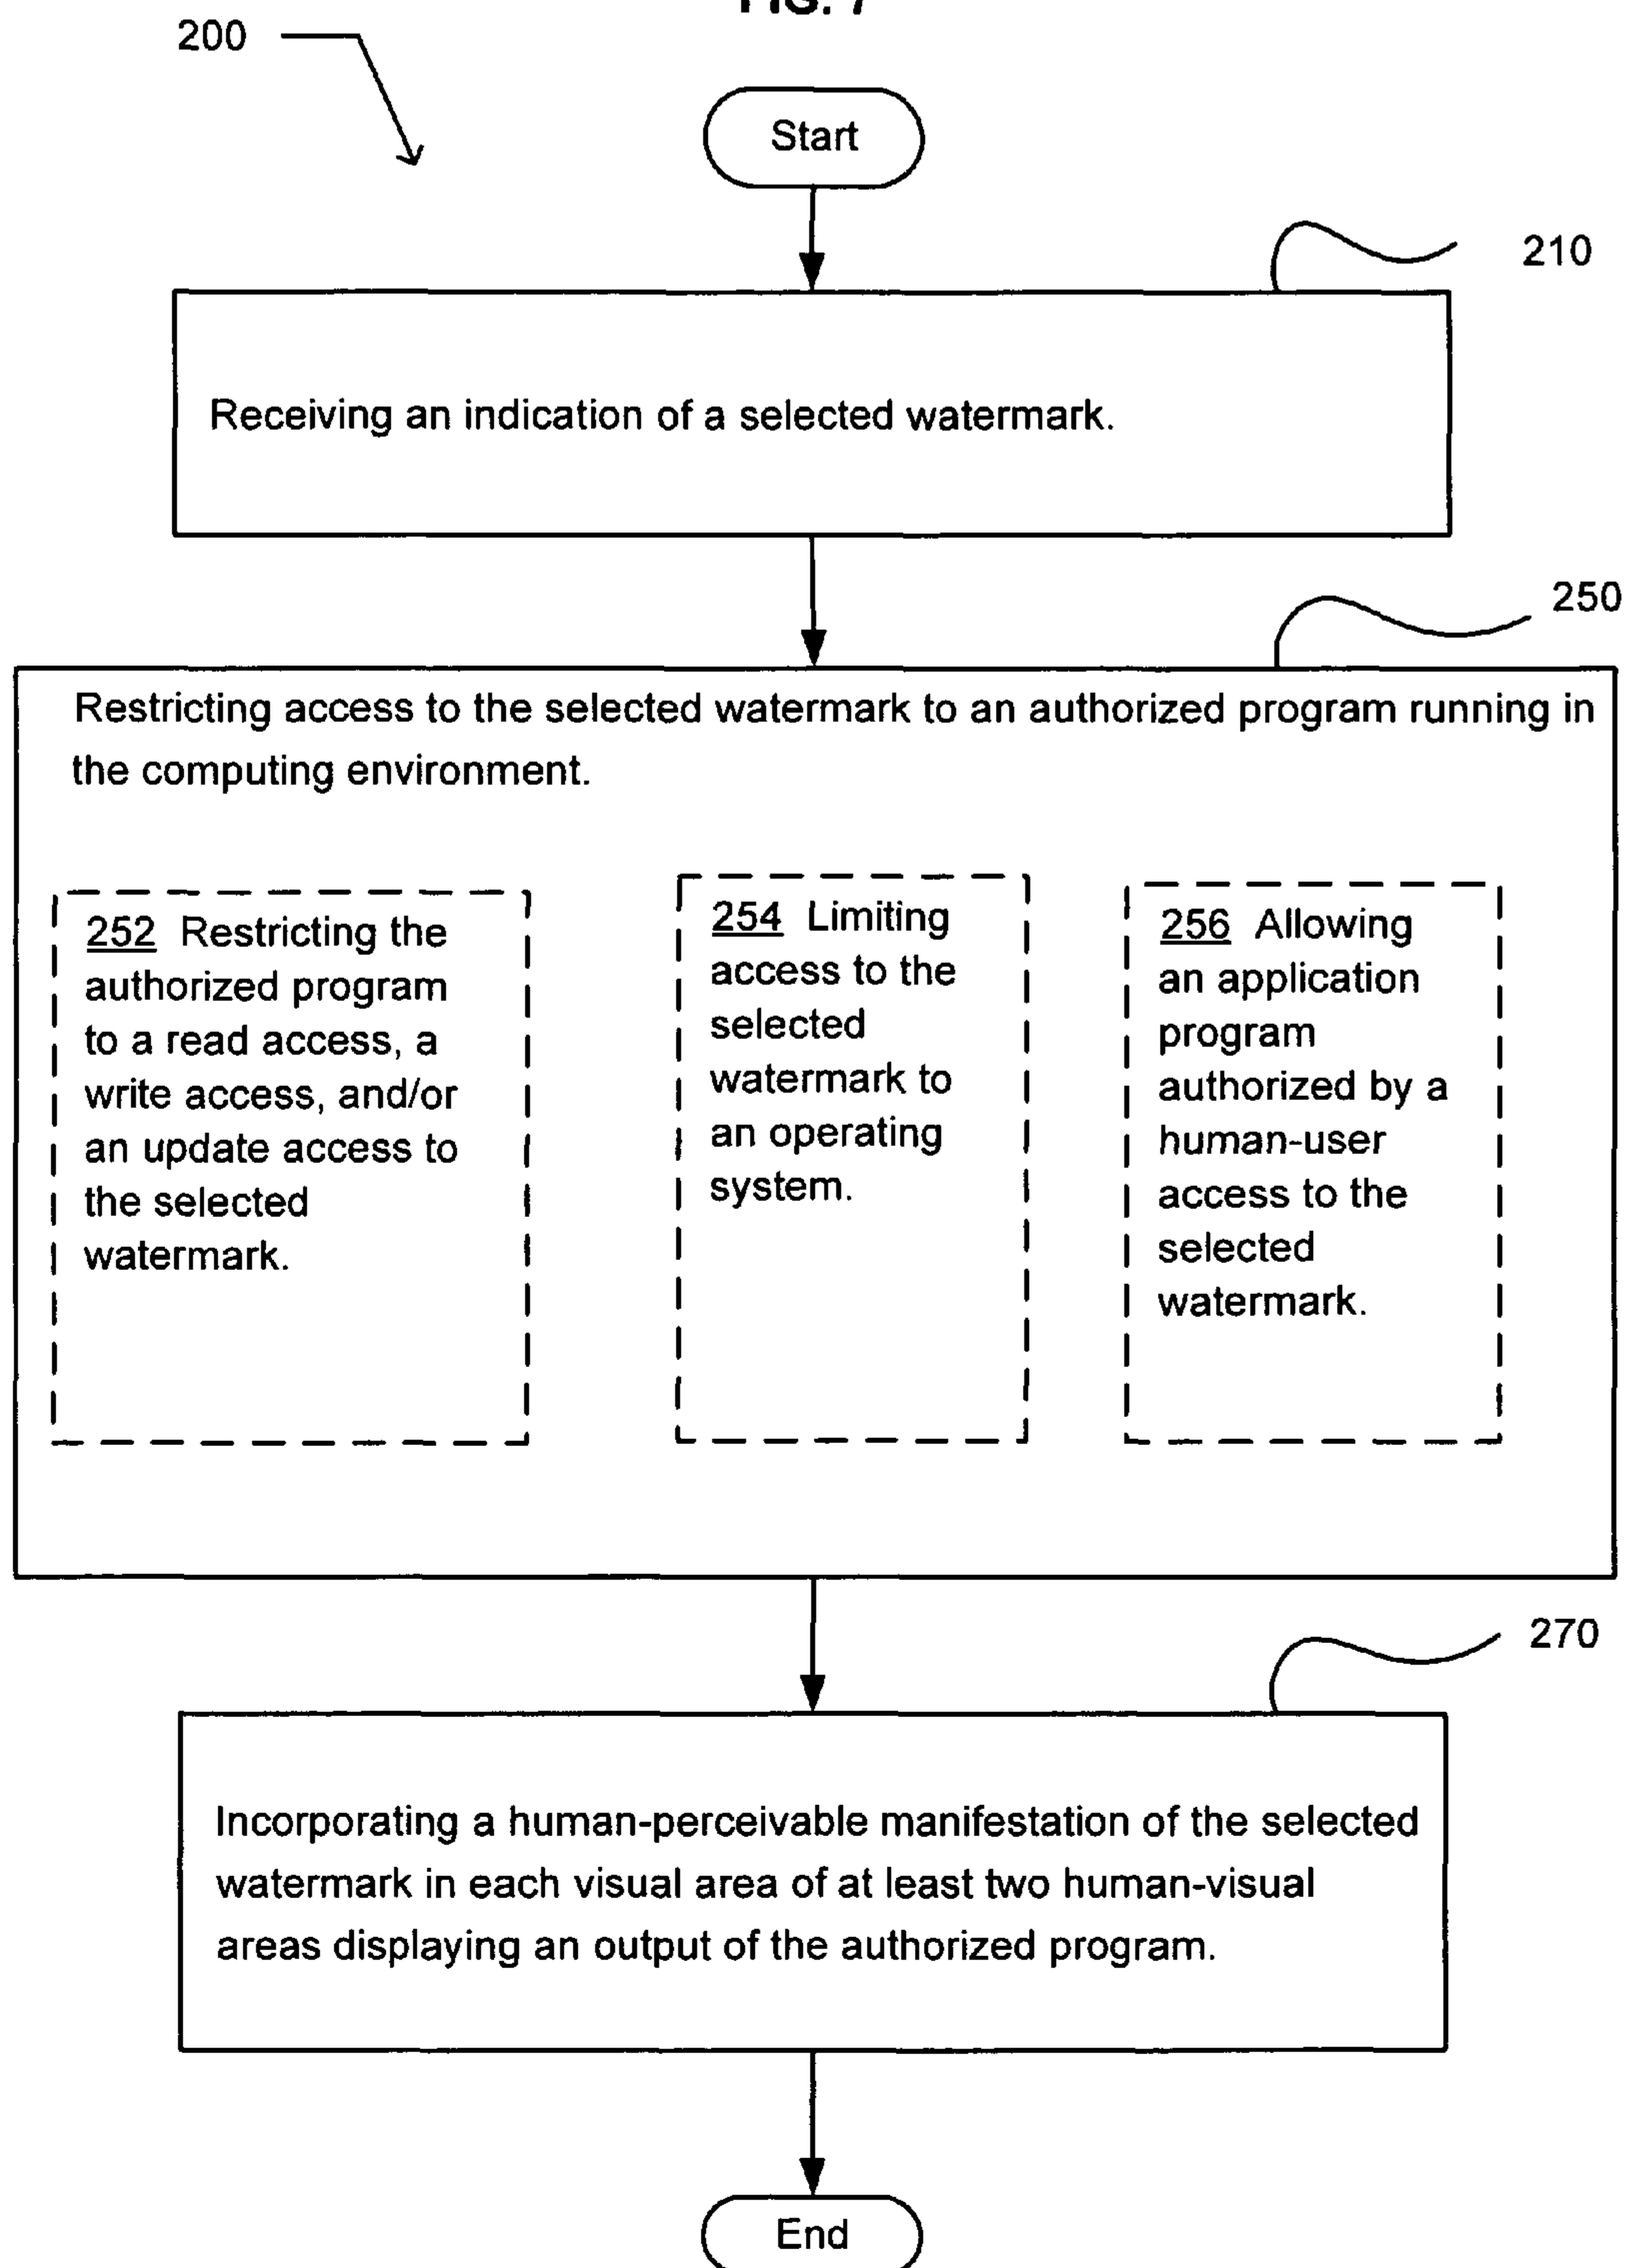 FIG. 7
200
Start
210
Receiving an indication of a selected watermark.
250
Restricting access to the selected watermark to an authorized program running in
the computing environment.
252 Restricting the
authorized program
to a read access, a
write access, and/or
an update access to
the selected
watermark.
254 Limiting
access to the
selected
watermark to
an operating
system.
256 Allowing
an application
program
authorized by a
human-user
access to the
selected
watermark.
270
Incorporating a human-perceivable manifestation of the selected
watermark in each visual area of at least two human-visual
areas displaying an output of the authorized program.
End